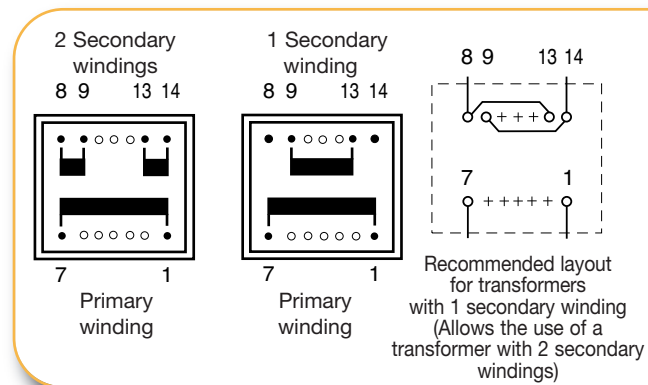 2 Secondary
windings
8 9 13 14
7 1
Primary
winding
1 Secondary
winding
8 9 13 14
7 1
Primary
winding
8 9 13 14
+ + +
7 1
+ + + + +
Recommended layout
for transformers
with 1 secondary winding
(Allows the use of a
transformer with 2 secondary
windings)